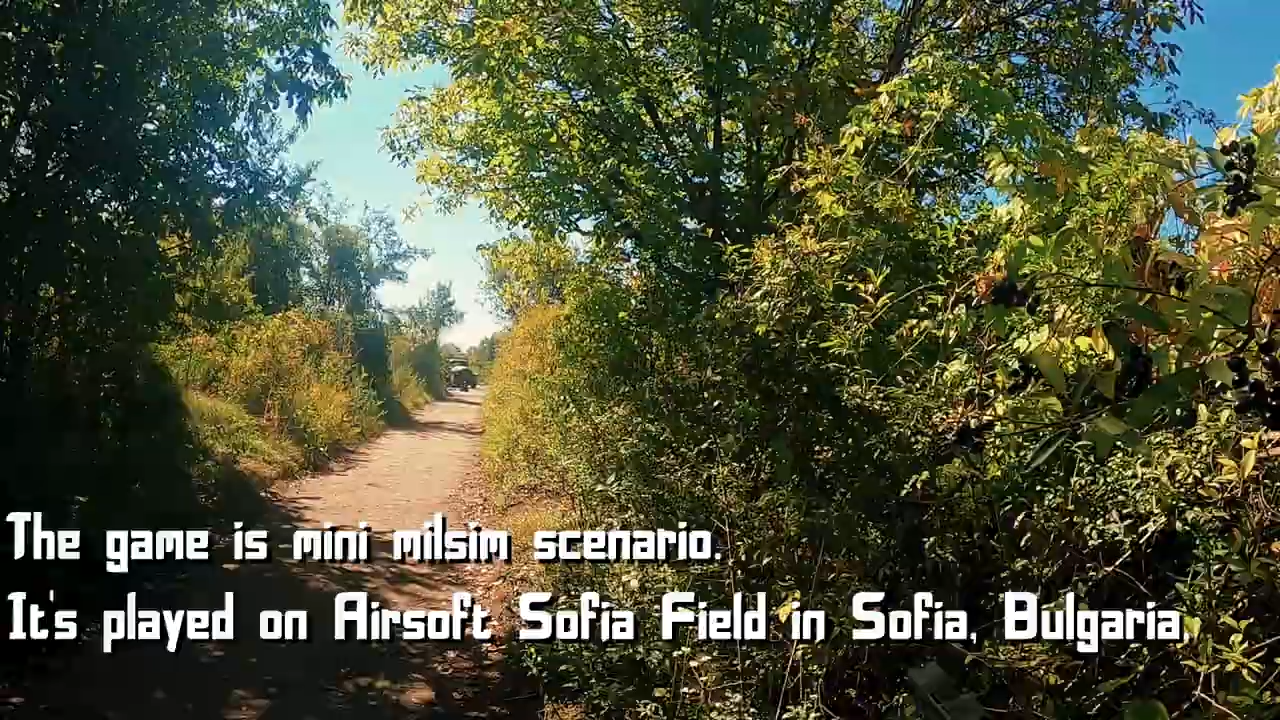 The game is mini milsim scenario.
It's played on Airsoft Sofia Field in Sofia, Bulgaria.